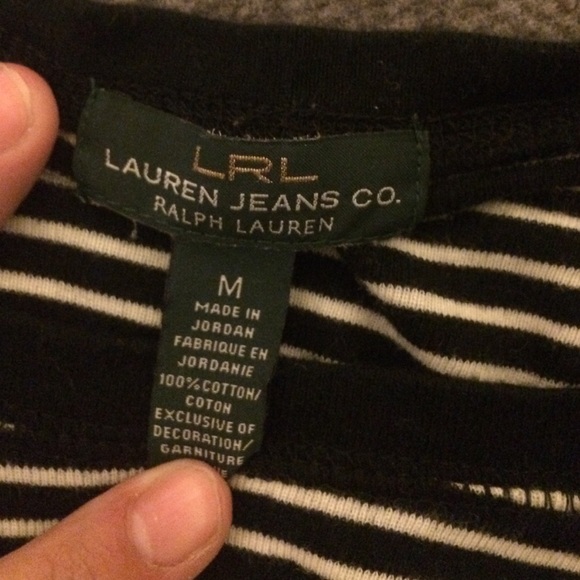 LRL
LAUREN JEANS CO.
RALPH LAUREN
M
MADE IN
JORDAN
FABRIQUE EN
JORDANIE
100% COTTON/
COTON
EXCLUSIVE OF
DECORATION/
GARNITURE